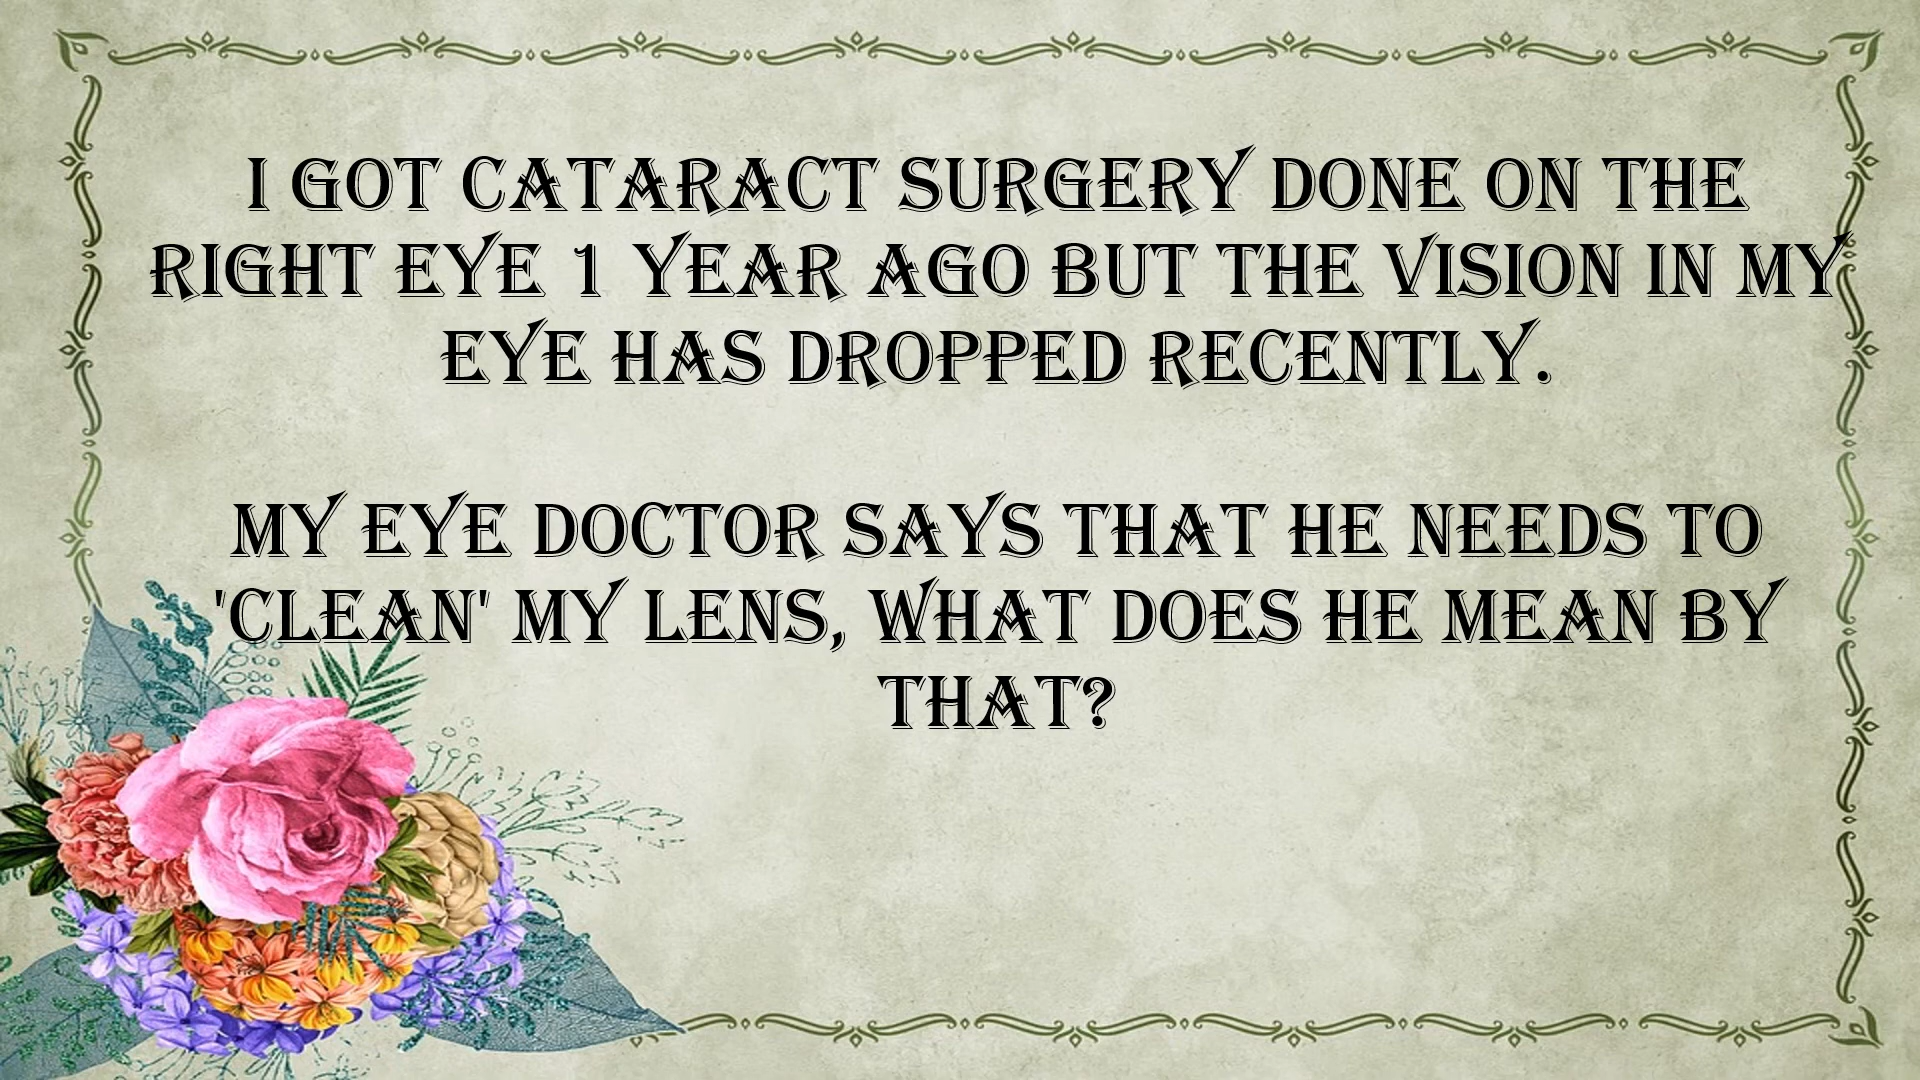 I GOT CATARACT SURGERY DONE ON THE
RIGHT EYE 1 YEAR AGO BUT THE VISION IN MY
EYE HAS DROPPED RECENTLY.
MY EYE DOCTOR SAYS THAT HE NEEDS TO
'CLEAN' MY LENS, WHAT DOES HE MEAN BY
THAT?